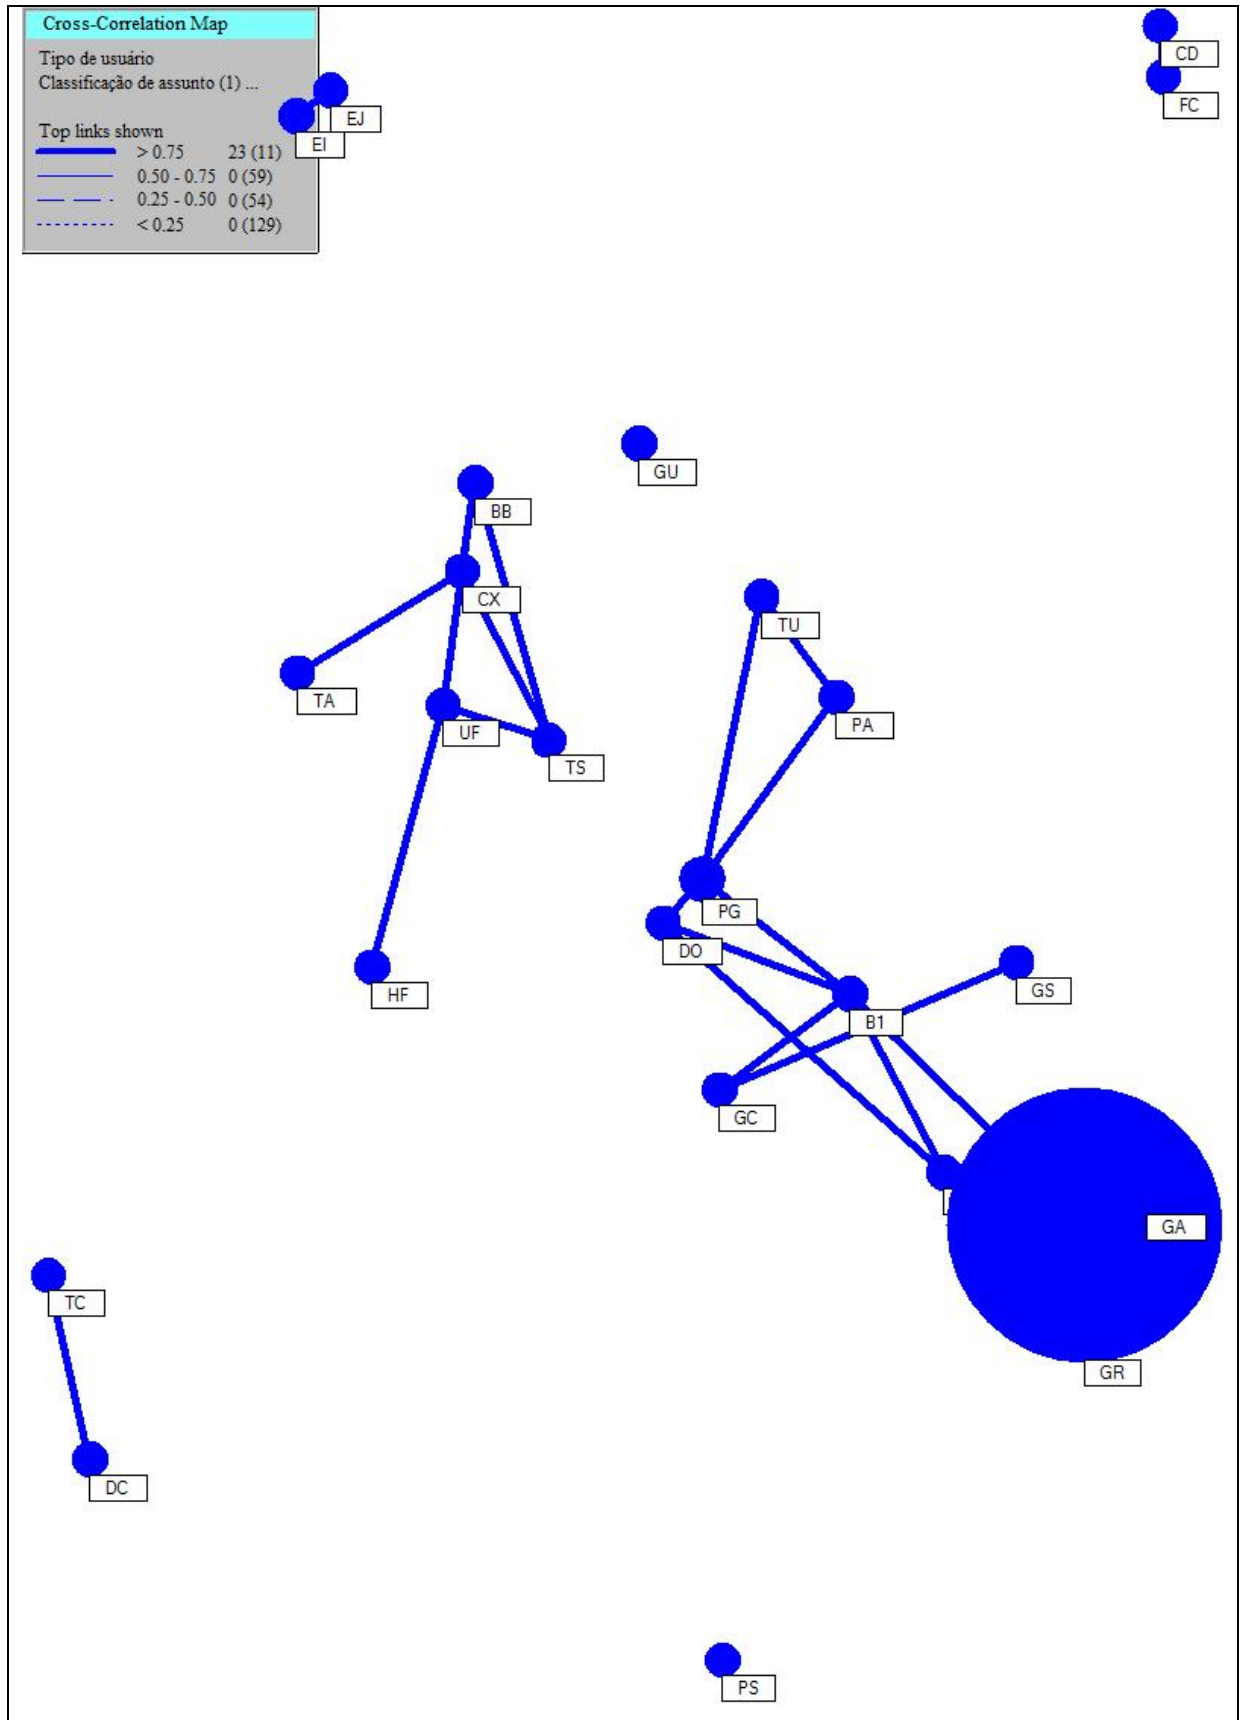 Cross-Correlation Map
Tipo de usuário
Classificação de assunto (1) ...
Top links shown
> 0.75 23 (11)
0.50 - 0.75 0 (59)
0.25 - 0.50 0 (54)
< 0.25 0 (129)
CD
FC
EJ
EI
GU
BB
CX
TU
TA
PA
UF
TS
PG
DO
GS
HF
B1
GC
GA
TC
GR
DC
PS